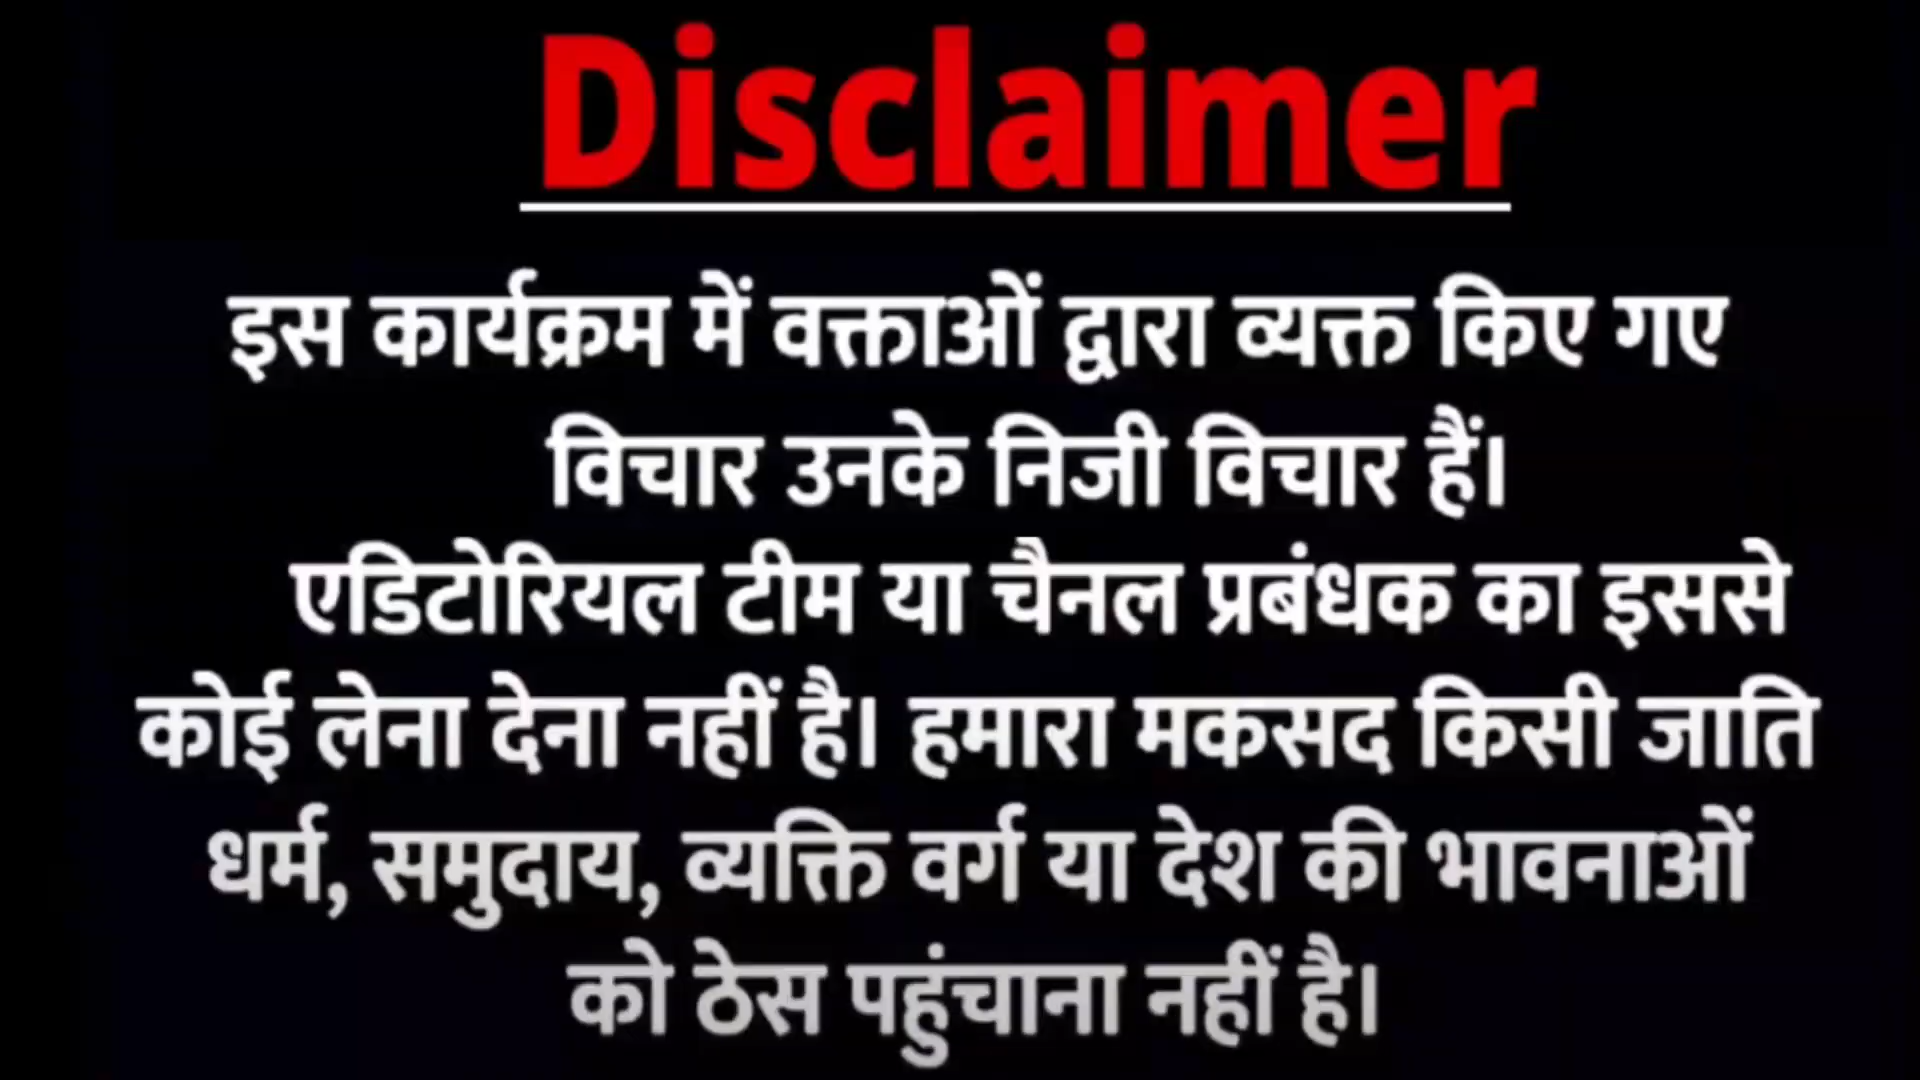 Disclaimer
इस कार्यक्रम में वक्ताओं द्वारा व्यक्त किए गए
विचार उनके निजी विचार हैं।
एडिटोरियल टीम या चैनल प्रबंधक का इससे
कोई लेना देना नहीं है। हमारा मकसद किसी जाति
धर्म, समुदाय, व्यक्ति वर्ग या देश की भावनाओं
को ठेस पहुंचाना नहीं है।